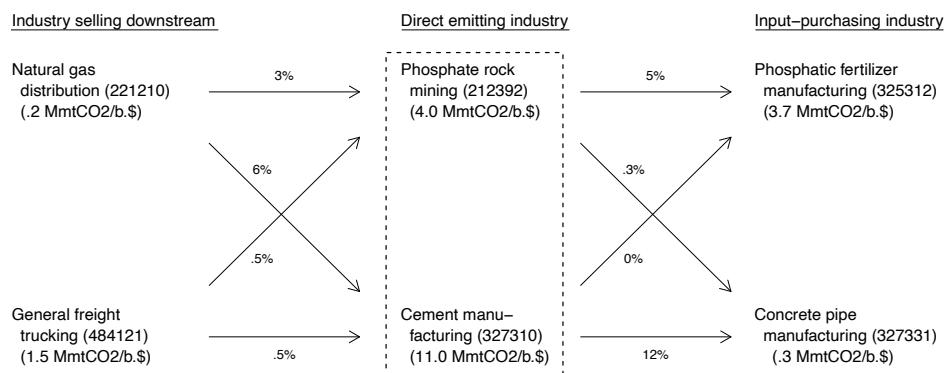 Industry selling downstream
Direct emitting industry
Input−purchasing industry
Natural gas
distribution (221210)
(.2 MmtCO2/b.$)
3%
Phosphate rock
mining (212392)
(4.0 MmtCO2/b.$)
5%
Phosphatic fertilizer
manufacturing (325312)
(3.7 MmtCO2/b.$)
6%
.3%
.5%
0%
General freight
trucking (484121)
(1.5 MmtCO2/b.$)
.5%
Cement manu−
facturing (327310)
(11.0 MmtCO2/b.$)
12%
Concrete pipe
manufacturing (327331)
(.3 MmtCO2/b.$)